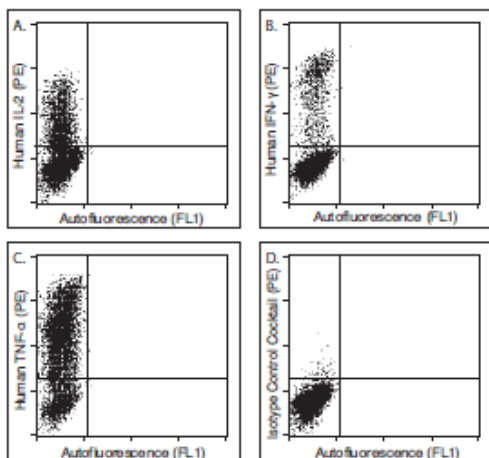 A.
Human IL-2 (PE)
Autofluorescence (FL1)
B.
Human IFN-γ (PE)
Autofluorescence (FL1)
C.
Human TNF-α (PE)
Autofluorescence (FL1)
D.
Isotype Control
Cocktail (PE)
Autofluorescence (FL1)